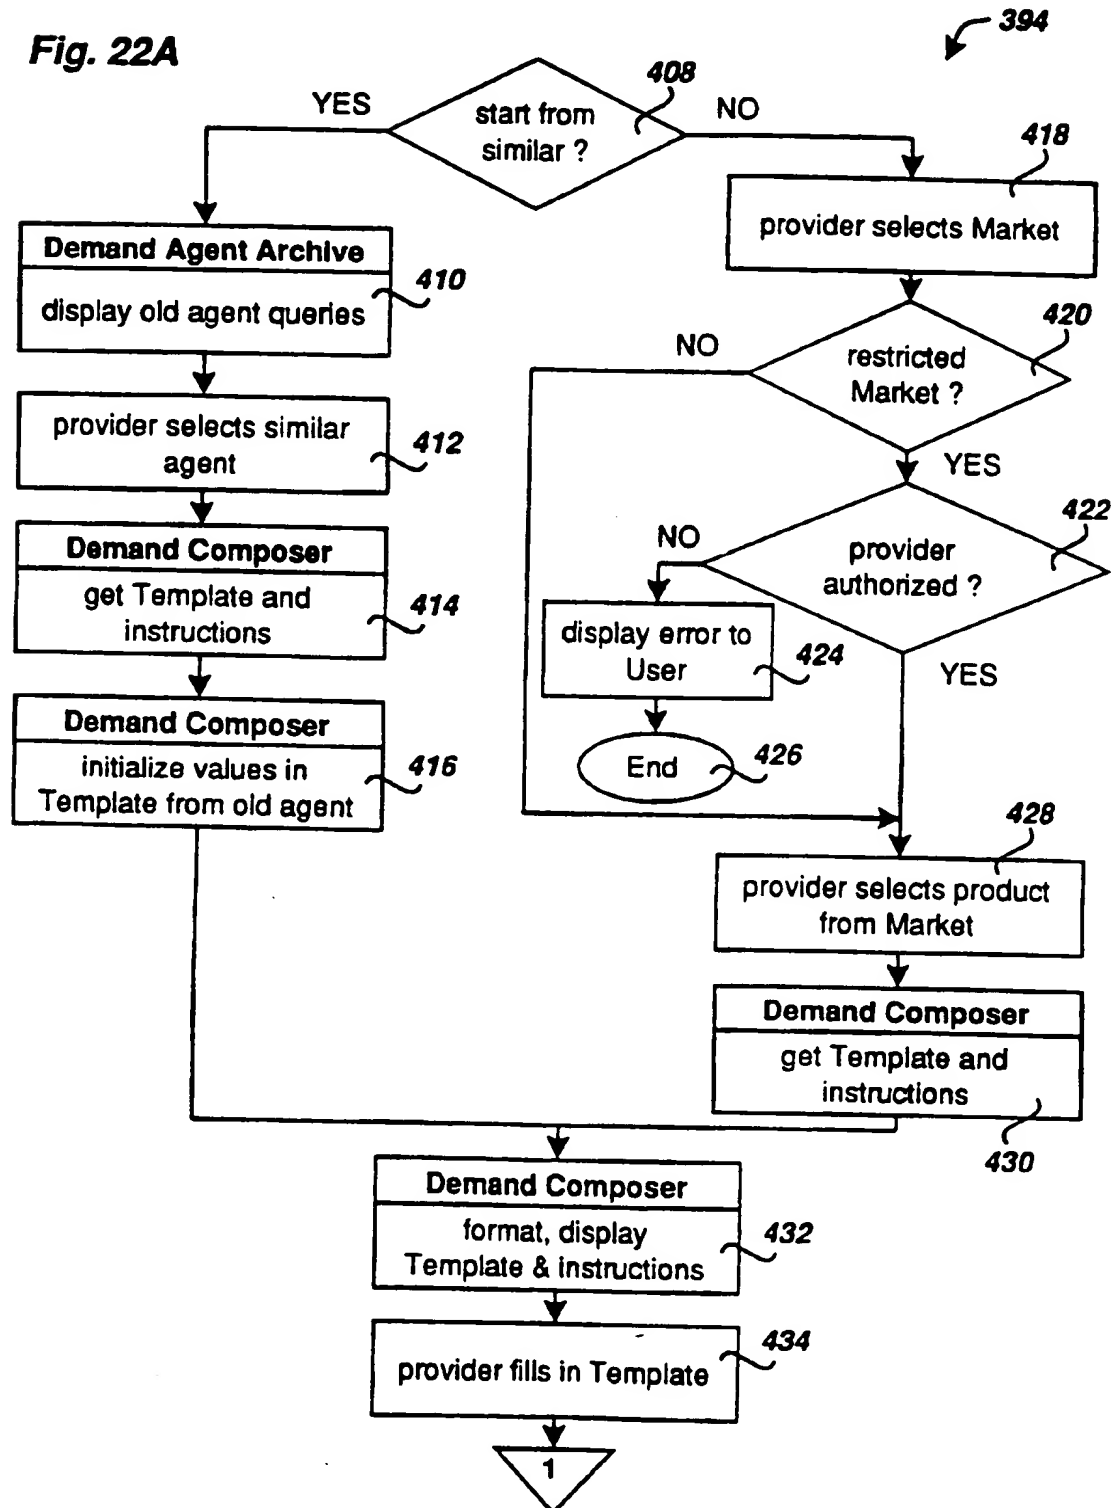 Fig. 22A
394
408
YES
start from
similar ?
NO
418
provider selects Market
Demand Agent Archive
410
display old agent queries
420
NO
restricted
Market ?
YES
provider selects similar
agent
412
422
NO
provider
authorized ?
YES
Demand Composer
get Template and
instructions
414
display error to
User
424
Demand Composer
initialize values in
Template from old agent
416
End
426
428
provider selects product
from Market
Demand Composer
get Template and
instructions
430
Demand Composer
format, display
Template & instructions
432
provider fills in Template
434
1